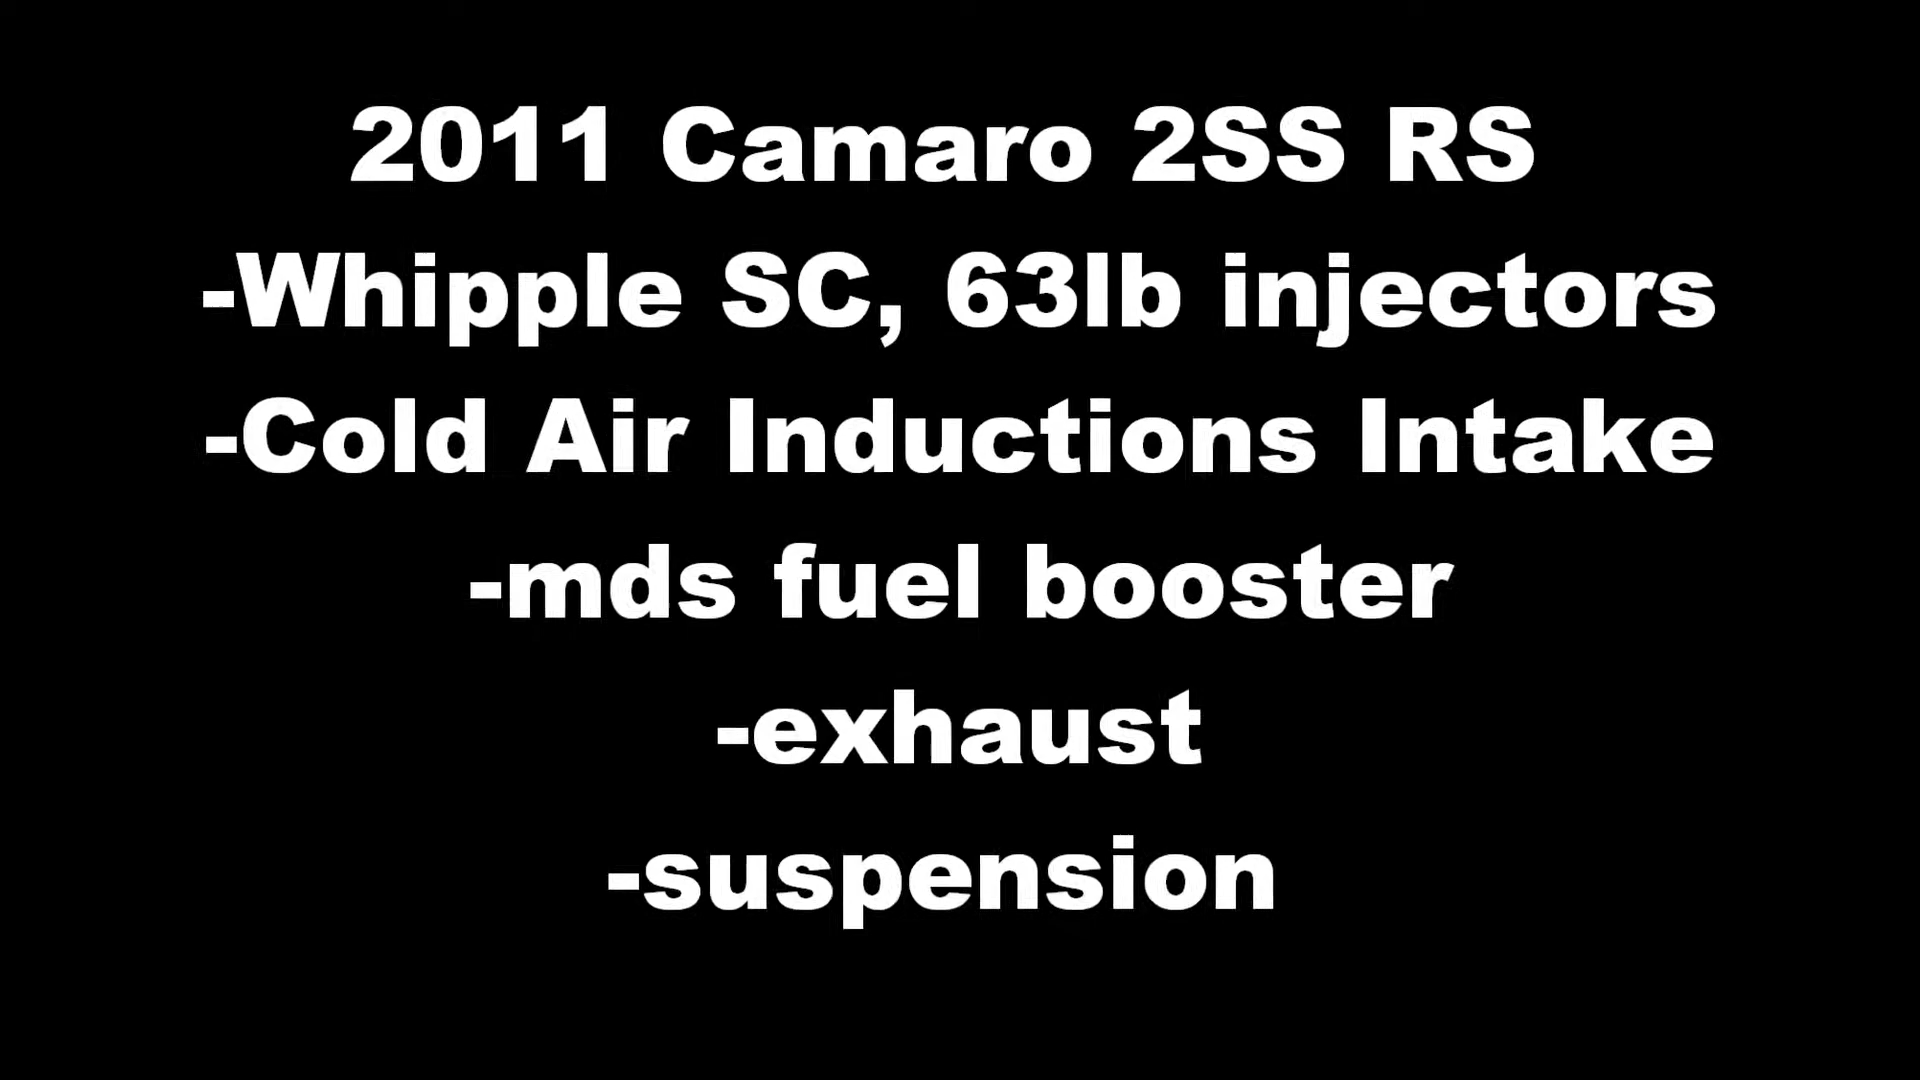 2011 Camaro 2SS RS
-Whipple SC, 63lb injectors
-Cold Air Inductions Intake
-mds fuel booster
-exhaust
-suspension